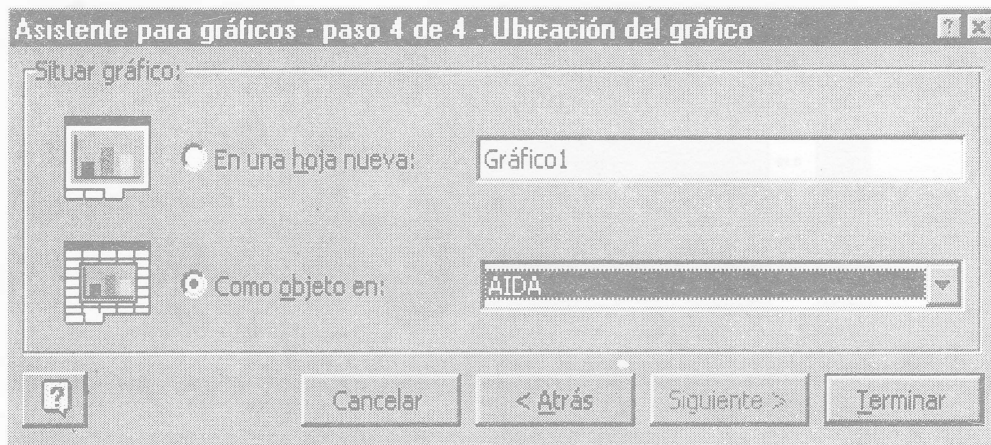 Asistente para gráficos - paso 4 de 4 - Ubicación del gráfico
Situar gráfico:
En una hoja nueva: Gráfico1
Como objeto en: AIDA
Cancelar < Atrás Siguiente > Terminar